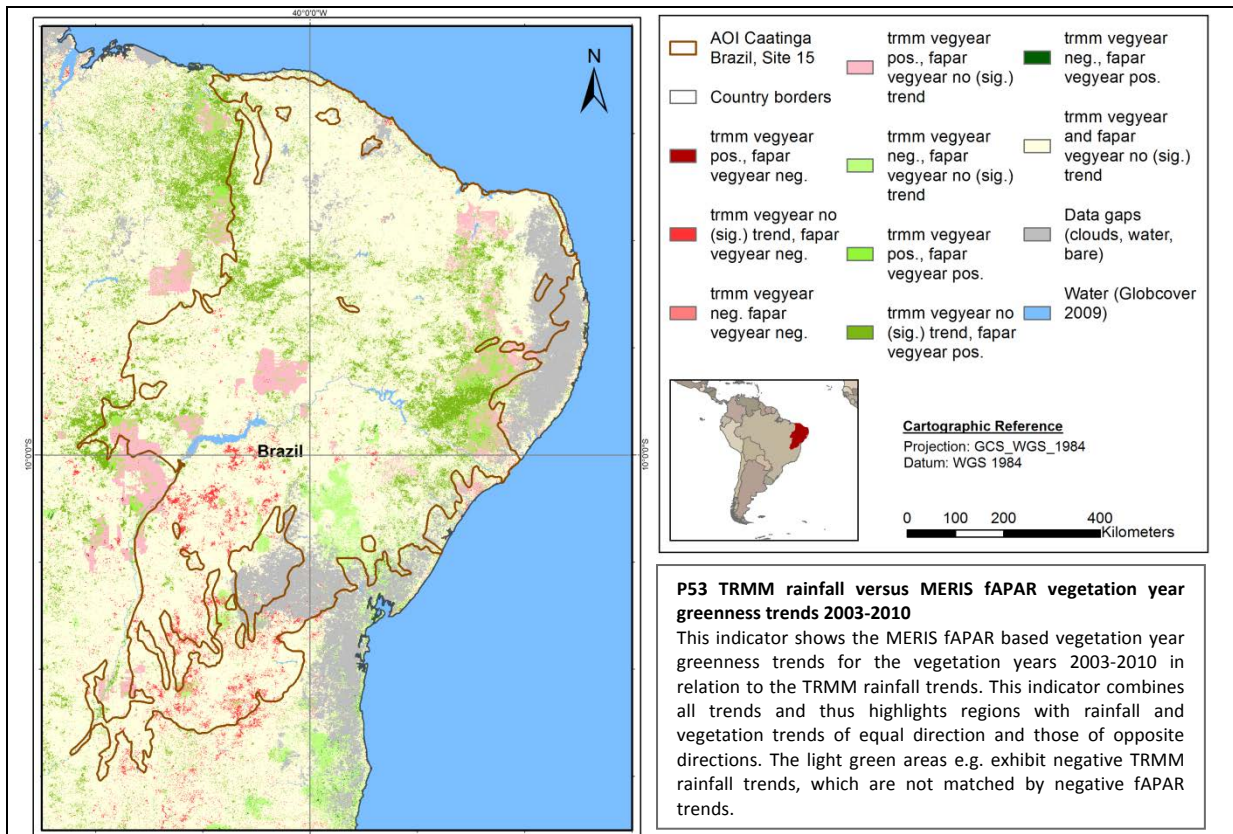 40°0'0"W
N
10°0'0"S
Brazil
10°0'0"S
AOI Caatinga
Brazil, Site 15
Country borders
trmm vegyear
pos., fapar
vegyear neg.
trmm vegyear no
(sig.) trend, fapar
vegyear neg.
trmm vegyear
neg. fapar
vegyear neg.
trmm vegyear
pos., fapar
vegyear no (sig.)
trend
trmm vegyear
neg., fapar
vegyear no (sig.)
trend
trmm vegyear
pos., fapar
vegyear pos.
trmm vegyear no
(sig.) trend, fapar
vegyear pos.
trmm vegyear
neg., fapar
vegyear pos.
trmm vegyear
and fapar
vegyear no (sig.)
trend
Data gaps
(clouds, water,
bare)
Water (Globcover
2009)
Cartographic Reference
Projection: GCS_WGS_1984
Datum: WGS 1984
0 100 200 400
Kilometers
P53 TRMM rainfall versus MERIS fAPAR vegetation year
greenness trends 2003-2010
This indicator shows the MERIS fAPAR based vegetation year
greenness trends for the vegetation years 2003-2010 in
relation to the TRMM rainfall trends. This indicator combines
all trends and thus highlights regions with rainfall and
vegetation trends of equal direction and those of opposite
directions. The light green areas e.g. exhibit negative TRMM
rainfall trends, which are not matched by negative fAPAR
trends.